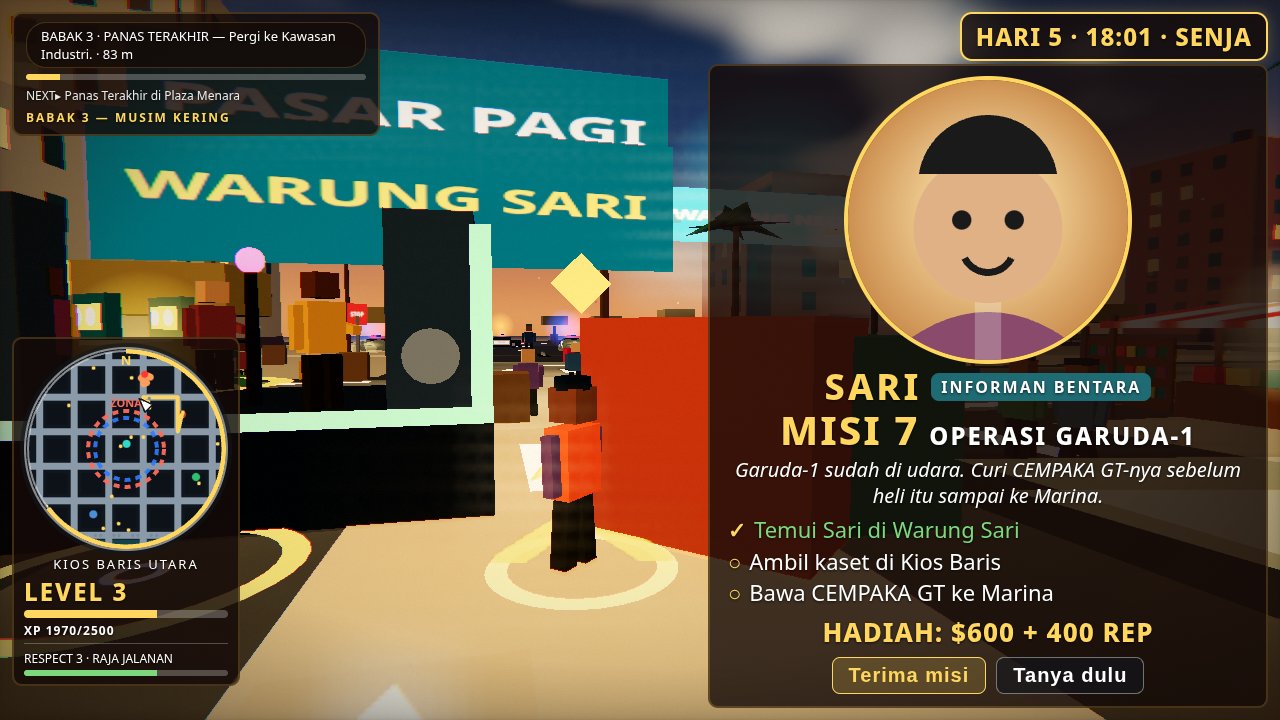 BABAK 3 · PANAS TERAKHIR — Pergi ke Kawasan
Industri. · 83 m
NEXT▸ Panas Terakhir di Plaza Menara
BABAK 3 — MUSIM KERING
HARI 5 · 18:01 · SENJA
PASAR PAGI
WARUNG SARI
STOP
N
ZONA
KIOS BARIS UTARA
LEVEL 3
XP 1970/2500
RESPECT 3 · RAJA JALANAN
SARI INFORMAN BENTARA
MISI 7 OPERASI GARUDA-1
Garuda-1 sudah di udara. Curi CEMPAKA GT-nya sebelum
heli itu sampai ke Marina.
✓ Temui Sari di Warung Sari
○ Ambil kaset di Kios Baris
○ Bawa CEMPAKA GT ke Marina
HADIAH: $600 + 400 REP
Terima misi
Tanya dulu